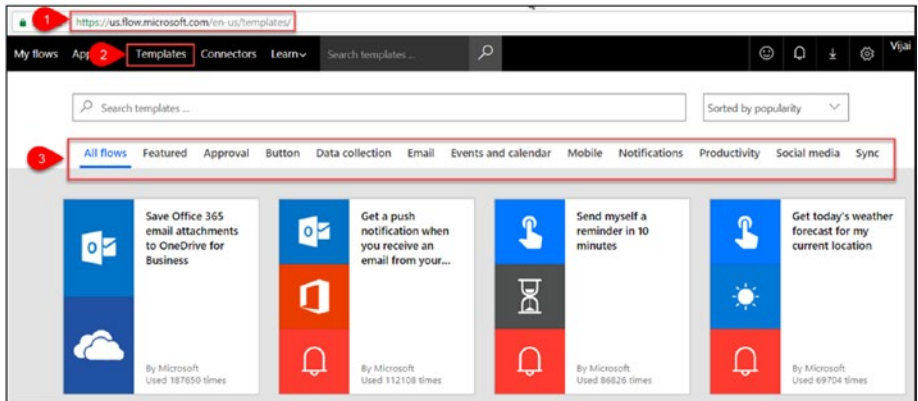 1
https://us.flow.microsoft.com/en-us/templates/
My flows
2
Templates Connectors Learn Search templates ... Vijai
Search templates ... Sorted by popularity
3
All flows Featured Approval Button Data collection Email Events and calendar Mobile Notifications Productivity Social media Sync
Save Office 365
email attachments
to OneDrive for
Business
By Microsoft
Used 187650 times
Get a push
notification when
you receive an
email from your...
By Microsoft
Used 112108 times
Send myself a
reminder in 10
minutes
By Microsoft
Used 86826 times
Get today's weather
forecast for my
current location
By Microsoft
Used 69704 times